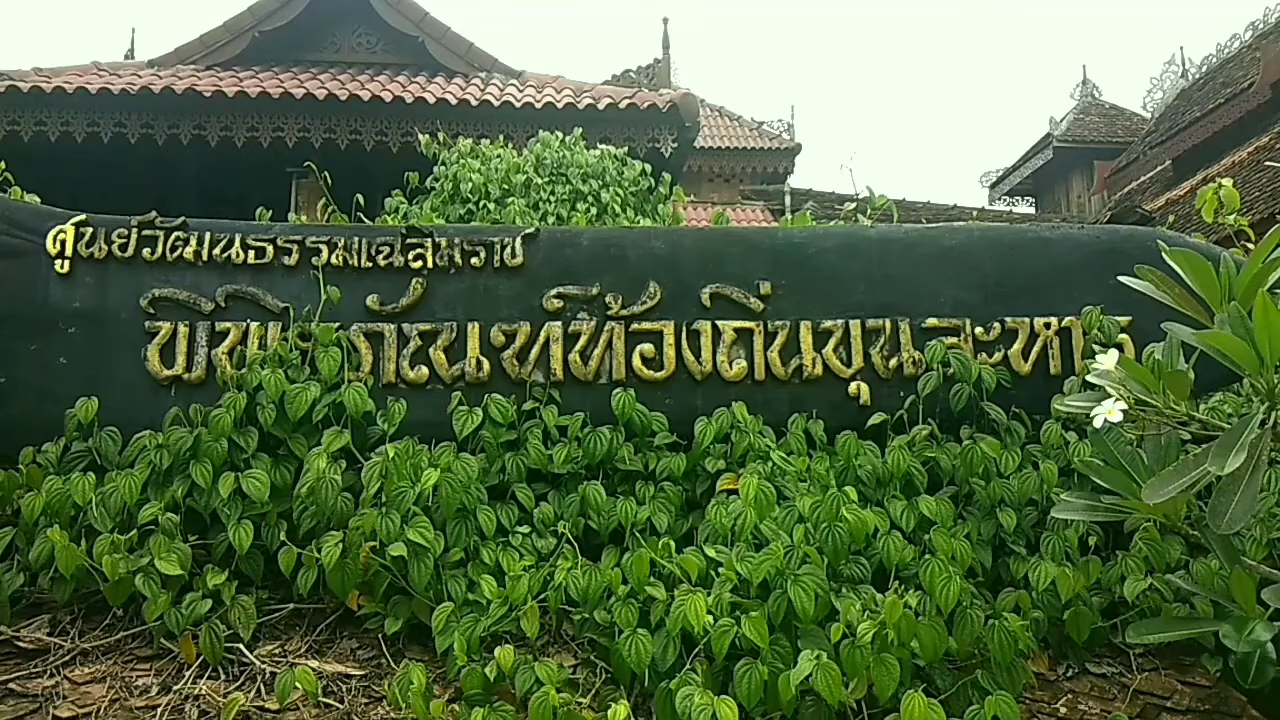 ศูนย์วัฒนธรรมเฉลิมราช
พิพิธภัณฑ์ท้องถิ่นขุนละหาร